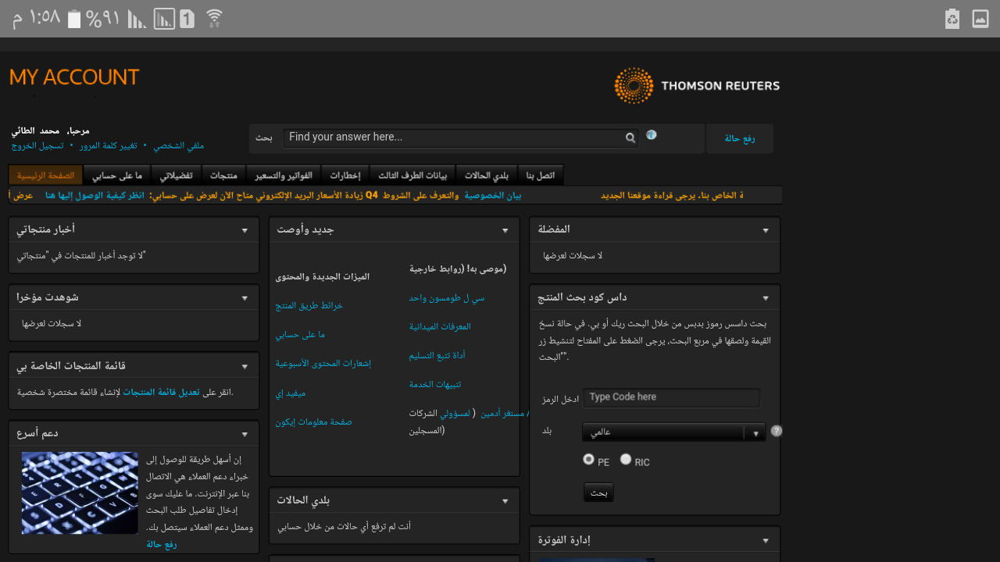 ١:٥٨ م
٩١%
1
MY ACCOUNT
THOMSON REUTERS
مرحبا، محمد الطائي
ملفي الشخصي • تغيير كلمة المرور • تسجيل الخروج
بحث
Find your answer here...
رفع حالة
الصفحة الرئيسية
ما على حسابي
تفضيلاتي
منتجات
الفواتير والتسعير
إخطارات
بيانات الطرف الثالث
بلدي الحالات
اتصل بنا
عرض أ
انظر كيفية الوصول إليها هنا
زيادة الأسعار البريد الإلكتروني متاح الآن لعرض على حسابي: Q4 والتعرف على الشروط
بيان الخصوصية
ة الخاص بنا. يرجى قراءة موقعنا الجديد
أخبار منتجاتي
لا توجد أخبار للمنتجات في "منتجاتي"
شوهدت مؤخرا
لا سجلات لعرضها
قائمة المنتجات الخاصة بي
انقر على تعديل قائمة المنتجات لإنشاء قائمة مختصرة شخصية.
دعم أسرع
إن أسهل طريقة للوصول إلى
خبراء دعم العملاء هي الاتصال
بنا عبر الإنترنت. ما عليك سوى
إدخال تفاصيل طلب البحث
وممثل دعم العملاء سيتصل بك.
رفع حالة
جديد وأوصت
الميزات الجديدة والمحتوى
خرائط طريق المنتج
ما على حسابي
إشعارات المحتوى الأسبوعية
ميفيد إي
صفحة معلومات إيكون
موصى به! (روابط خارجية)
سي ل طومسون واحد
المعرفات الميدانية
أداة تتبع التسليم
تنبيهات الخدمة
/ مسنغر أدمين ( لمسؤولي الشركات
المسجلين)
بلدي الحالات
أنت لم ترفع أي حالات من خلال حسابي
المفضلة
لا سجلات لعرضها
داس كود بحث المنتج
بحث داسس رموز بدبس من خلال البحث ريك أو بي. في حالة نسخ
القيمة ولصقها في مربع البحث، يرجى الضغط على المفتاح لتنشيط زر
"البحث".
ادخل الرمز
Type Code here
بلد
عالمي
?
PE
RIC
بحث
إدارة الفوترة